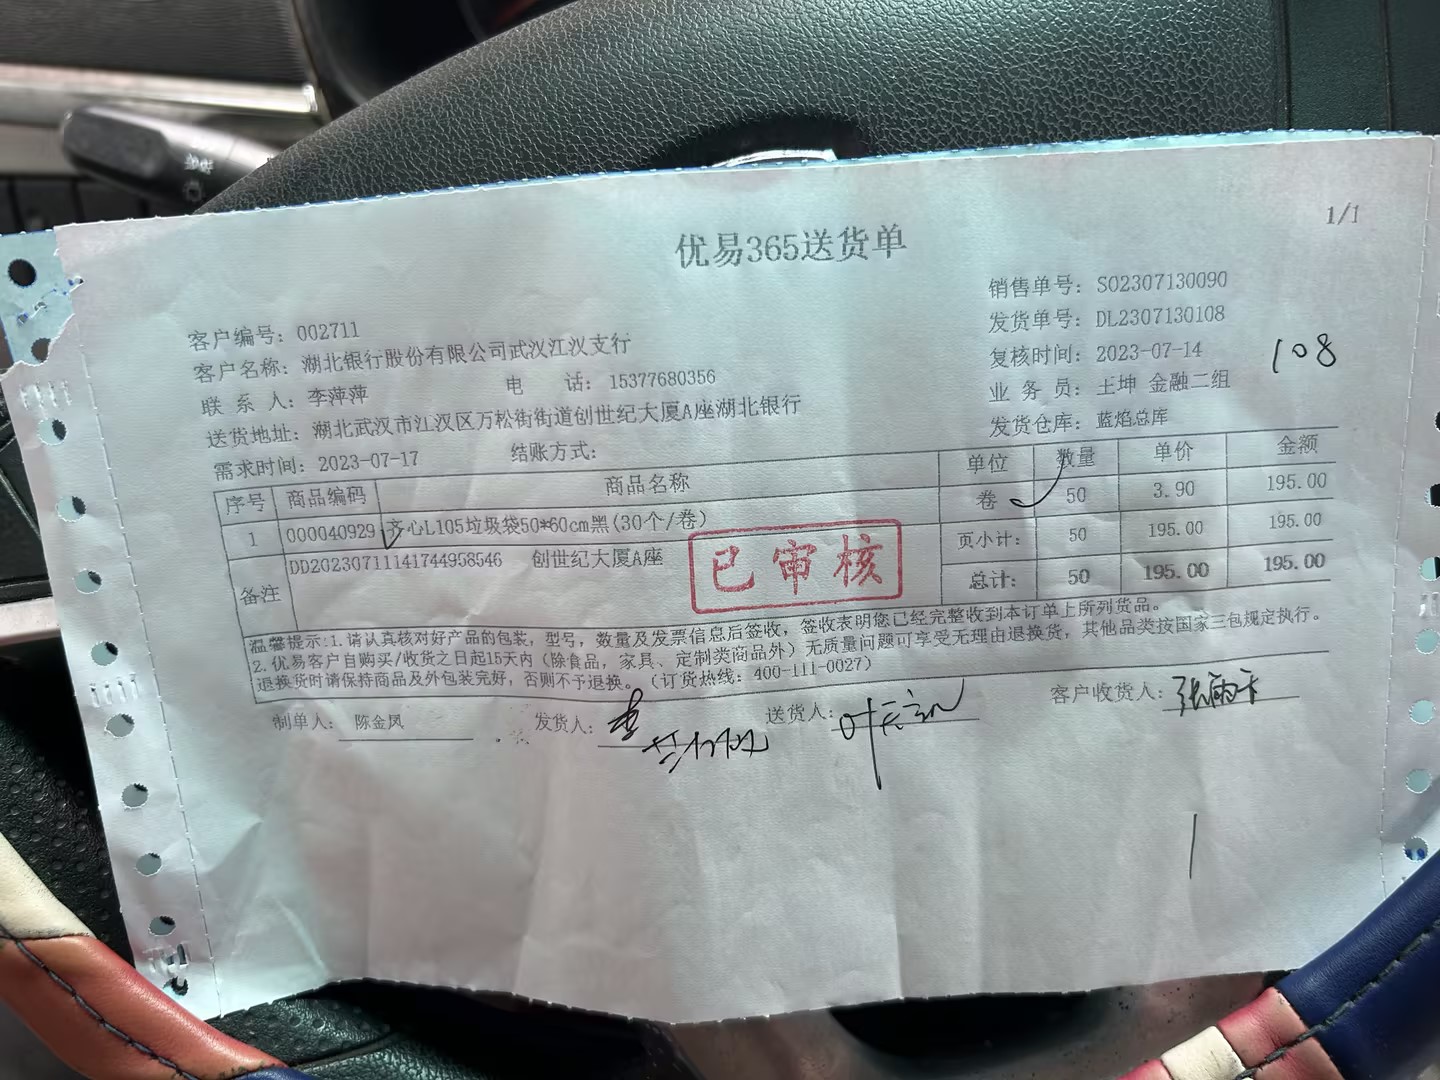 1/1
优易365送货单
客户编号: 002711
客户名称: 湖北银行股份有限公司武汉江汉支行
联 系 人: 李萍萍 电 话: 15377680356
送货地址: 湖北武汉市江汉区万松街街道创世纪大厦A座湖北银行
需求时间: 2023-07-17 结账方式:
销售单号: SO2307130090
发货单号: DL2307130108
复核时间: 2023-07-14
业 务 员: 王坤 金融二组
发货仓库: 蓝焰总库
108
序号 商品编码 商品名称 单位 数量 单价 金额
1 000040929 齐心L105垃圾袋50*60cm黑(30个/卷) 卷 50 3.90 195.00
页小计: 50 195.00 195.00
备注 DD20230711141744958546 创世纪大厦A座 总计: 50 195.00 195.00
已审核
温馨提示:1.请认真核对好产品的包装，型号，数量及发票信息后签收，签收表明您已经完整收到本订单上所列货品。
2.优易客户自购买/收货之日起15天内（除食品，家具、定制类商品外）无质量问题可享受无理由退换货，其他品类按国家三包规定执行。
退换货时请保持商品及外包装完好，否则不予退换。（订货热线: 400-111-0027）
制单人: 陈金凤 发货人: 送货人: 客户收货人: